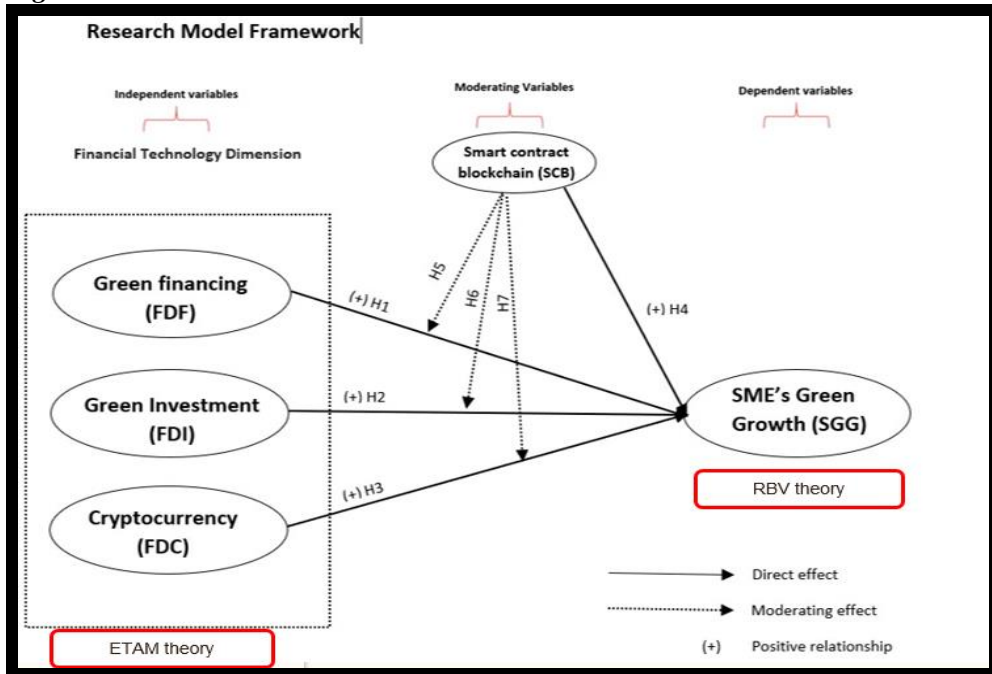 Research Model Framework
Independent variables
Moderating Variables
Dependent variables
Financial Technology Dimension
Smart contract
blockchain (SCB)
Green financing
(FDF)
(+) H1
H5
H6
H7
(+) H4
Green Investment
(FDI)
(+) H2
SME’s Green
Growth (SGG)
RBV theory
(+) H3
Cryptocurrency
(FDC)
Direct effect
Moderating effect
(+) Positive relationship
ETAM theory